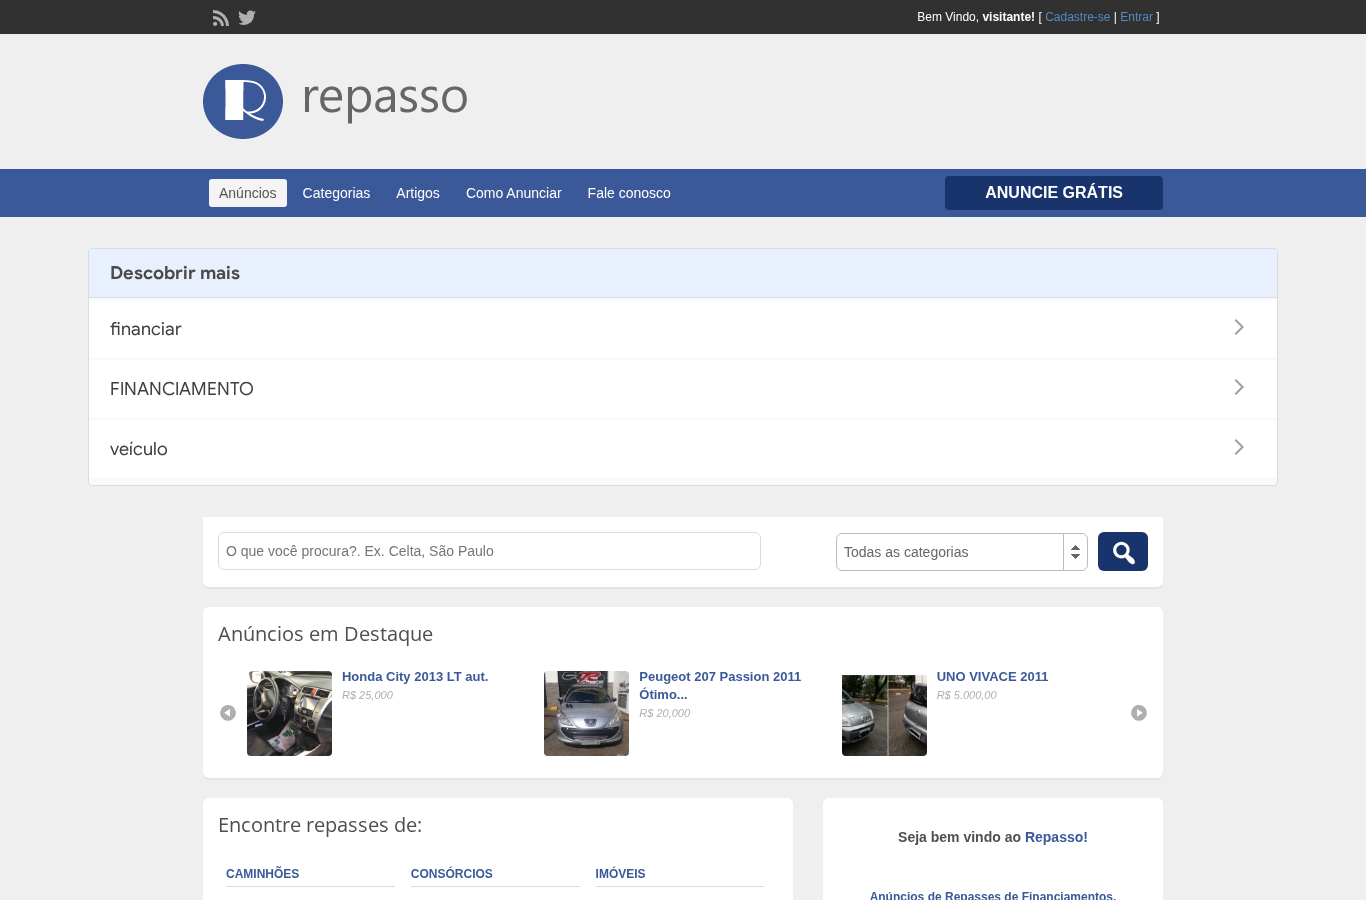 Bem Vindo, visitante! [ Cadastre-se | Entrar ]
repasso
Anúncios Categorias Artigos Como Anunciar Fale conosco ANUNCIE GRÁTIS
Descobrir mais
financiar
FINANCIAMENTO
veículo
O que você procura?. Ex. Celta, São Paulo Todas as categorias
Anúncios em Destaque
Honda City 2013 LT aut.
R$ 25,000
Peugeot 207 Passion 2011
Ótimo...
R$ 20,000
UNO VIVACE 2011
R$ 5.000,00
Encontre repasses de:
CAMINHÕES CONSÓRCIOS IMÓVEIS
Seja bem vindo ao Repasso!
Anúncios de Repasses de Financiamentos,